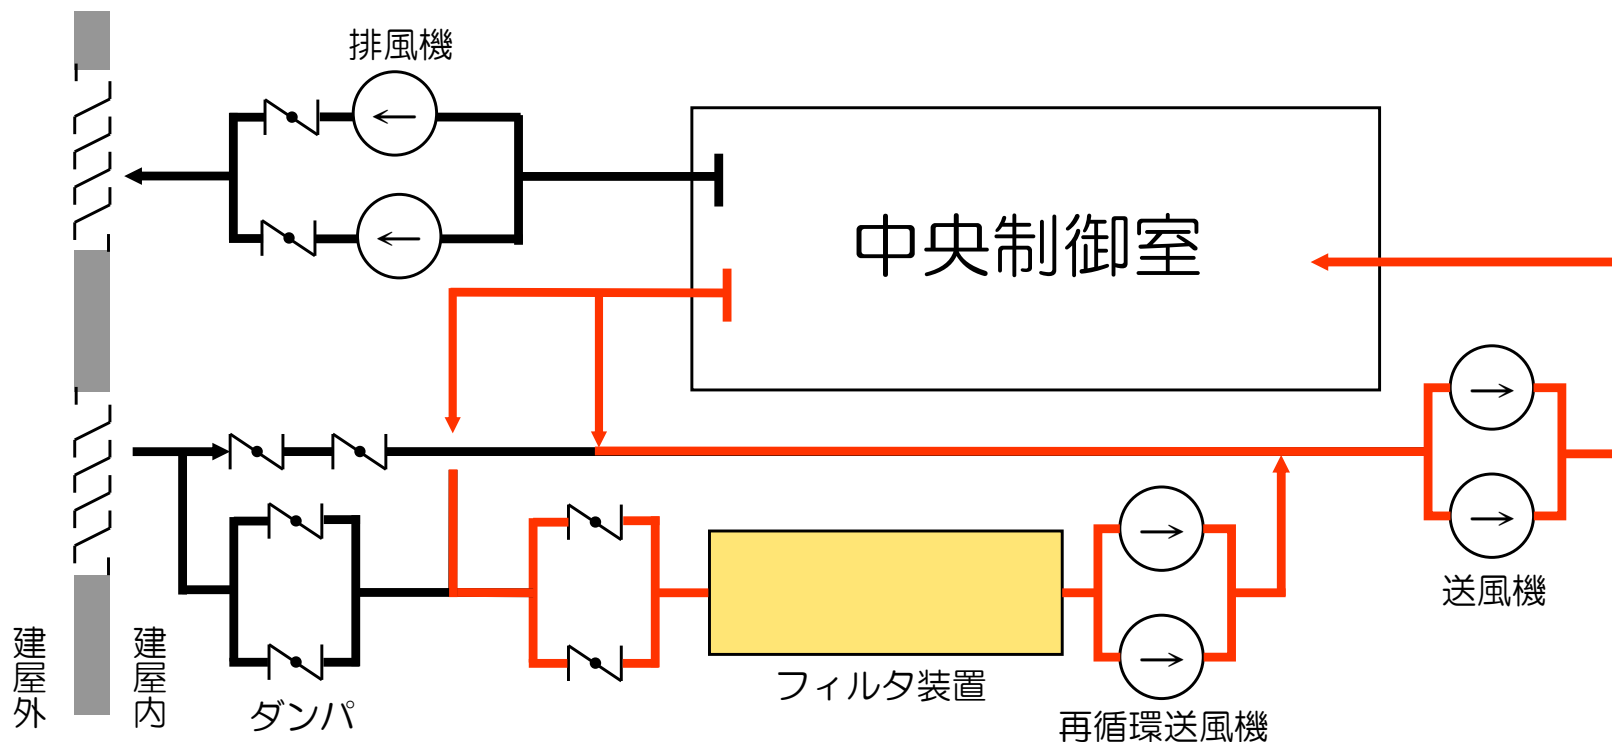 排風機
中央制御室
送風機
建屋外
建屋内
ダンパ
フィルタ装置
再循環送風機